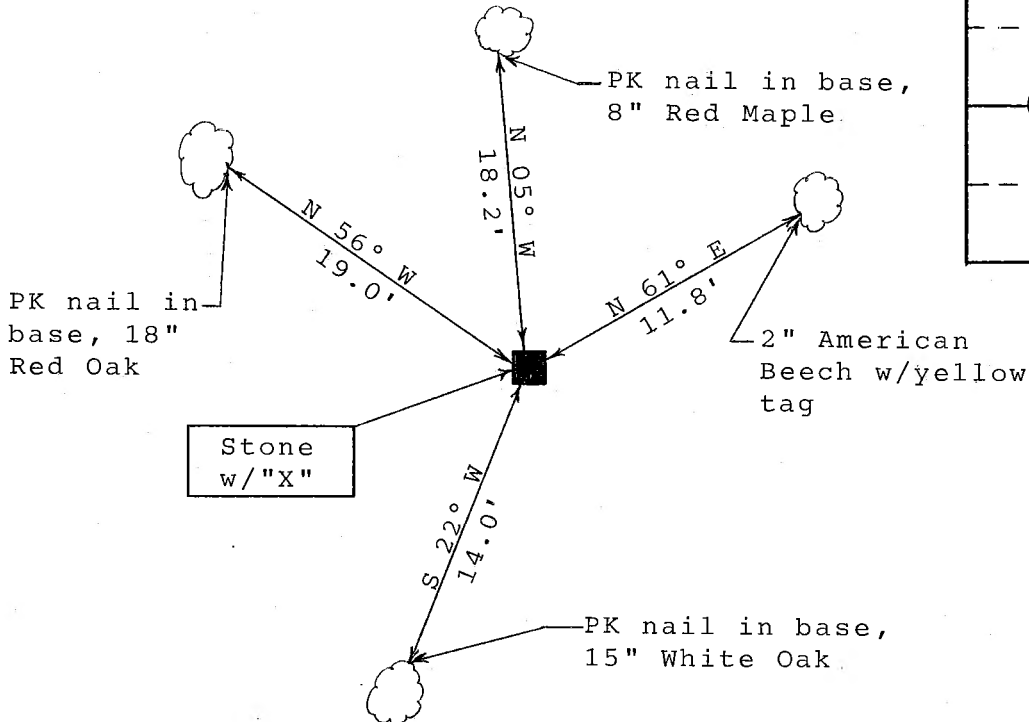 PK nail in base,
8" Red Maple
N 05° W
18.2'
N 56° W
19.0'
N 61° E
11.8'
PK nail in
base, 18"
Red Oak
2" American
Beech w/yellow
tag
Stone
w/"X"
S 22° W
14.0'
PK nail in base,
15" White Oak